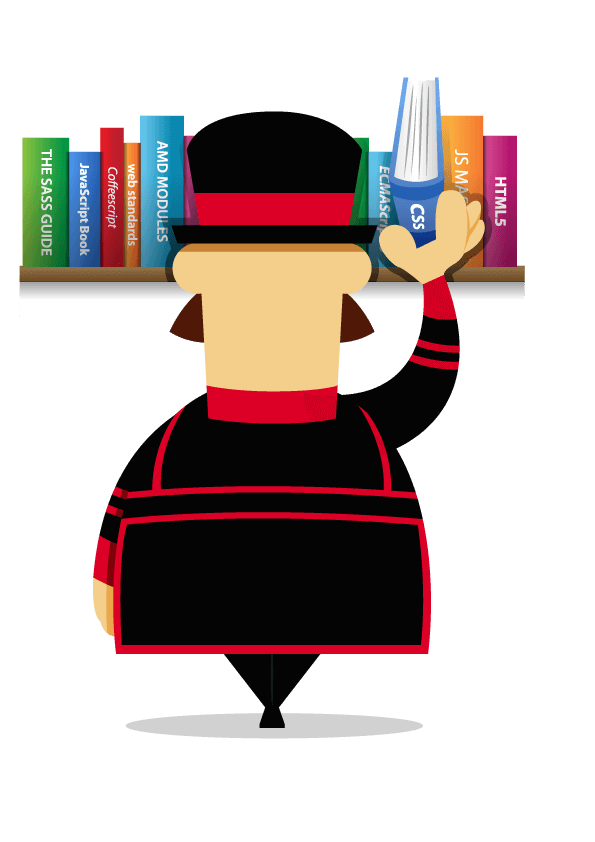 THE SASS GUIDE
JavaScript Book
Coffeescript
web standards
AMD MODULES
CSS
HTML5